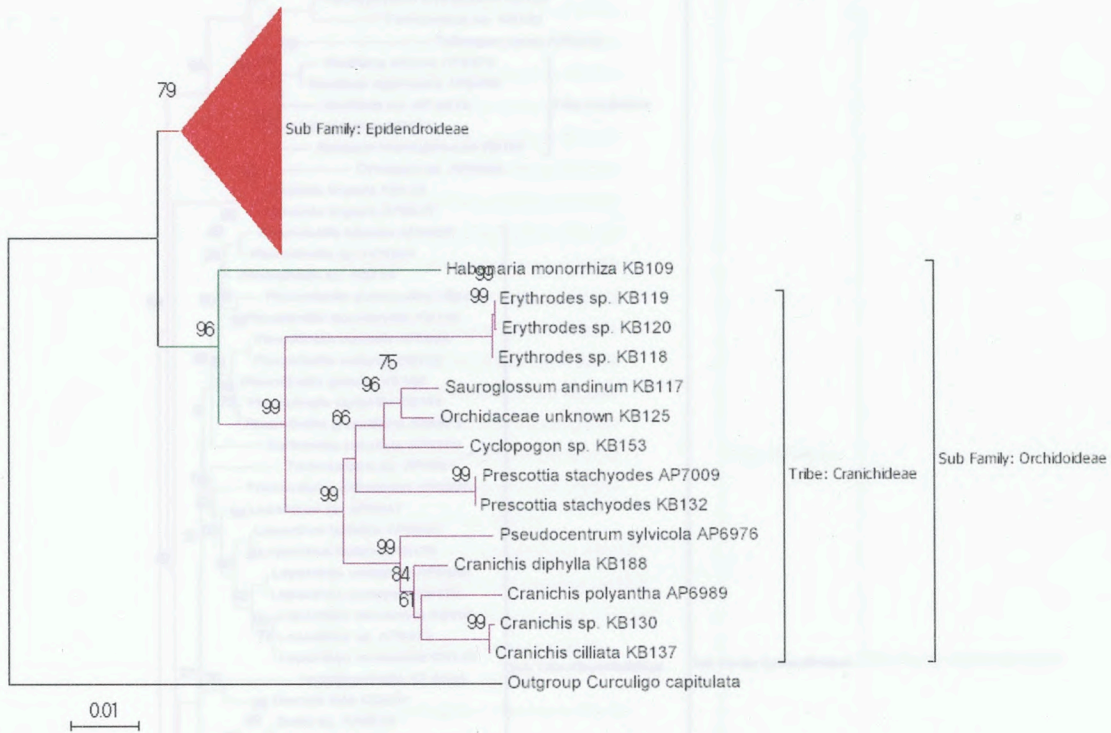 79
Sub Family: Epidendroideae
Habenaria monorrhiza KB109
99
99
Erythrodes sp. KB119
Erythrodes sp. KB120
96
Erythrodes sp. KB118
75
96
Sauroglossum andinum KB117
99
66
Orchidaceae unknown KB125
Cyclopogon sp. KB153
99
Prescottia stachyodes AP7009
Tribe: Cranichideae
Sub Family: Orchidoideae
99
Prescottia stachyodes KB132
Pseudocentrum sylvicola AP6976
99
Cranichis diphylla KB188
84
Cranichis polyantha AP6989
61
99
Cranichis sp. KB130
Cranichis cilliata KB137
Outgroup Curculigo capitulata
0.01